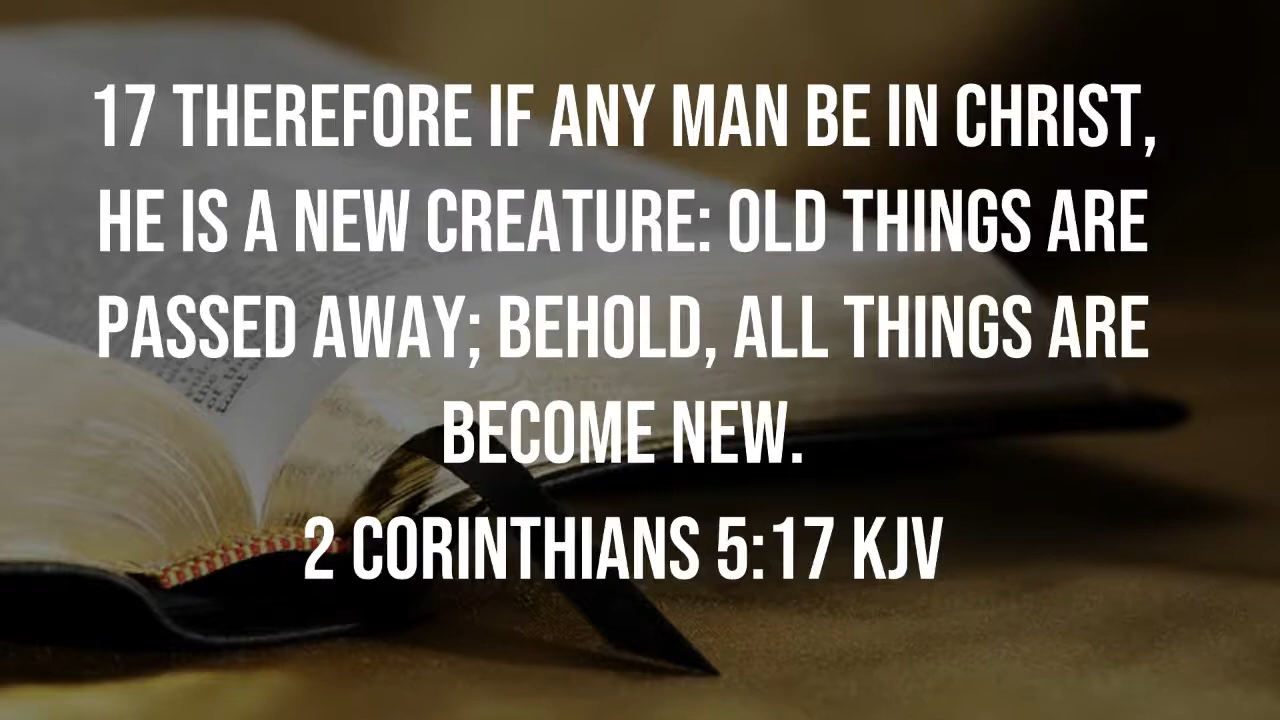 17 THEREFORE IF ANY MAN BE IN CHRIST,
HE IS A NEW CREATURE: OLD THINGS ARE
PASSED AWAY; BEHOLD, ALL THINGS ARE
BECOME NEW.
2 CORINTHIANS 5:17 KJV